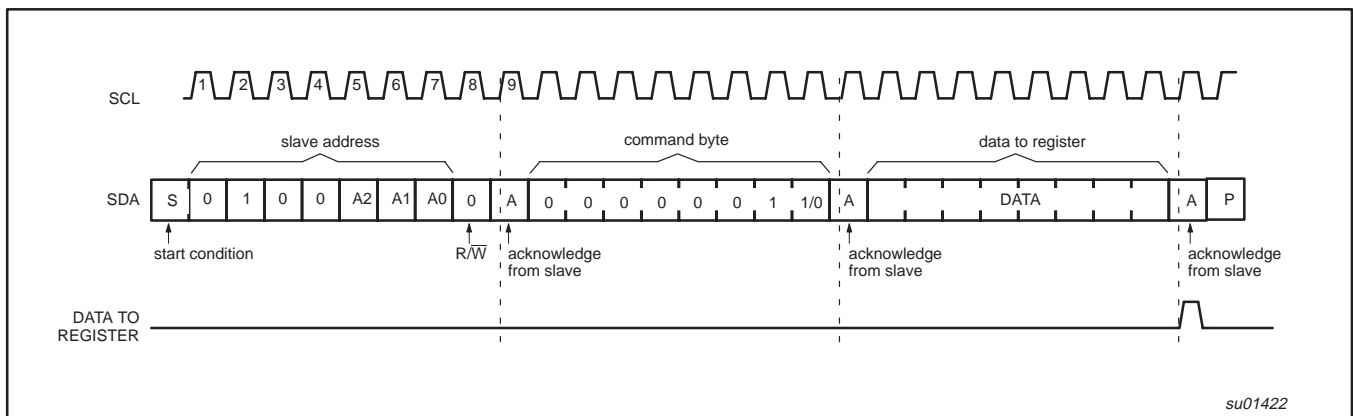 SCL 1 2 3 4 5 6 7 8 9
slave address command byte data to register
SDA S 0 1 0 0 A2 A1 A0 0 A 0 0 0 0 0 0 1 1/0 A DATA A P
start condition R/W̅ acknowledge from slave acknowledge from slave acknowledge from slave
DATA TO
REGISTER
su01422